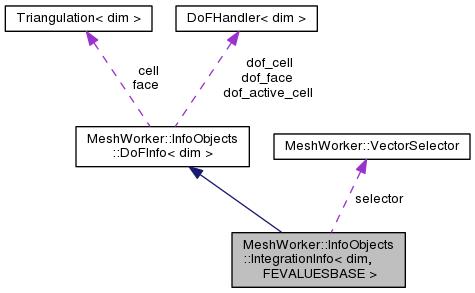 Triangulation< dim >
DoFHandler< dim >
cell
face
dof_cell
dof_face
dof_active_cell
MeshWorker::InfoObjects
::DoFInfo< dim >
MeshWorker::VectorSelector
selector
MeshWorker::InfoObjects
::IntegrationInfo< dim,
FEVALUESBASE >